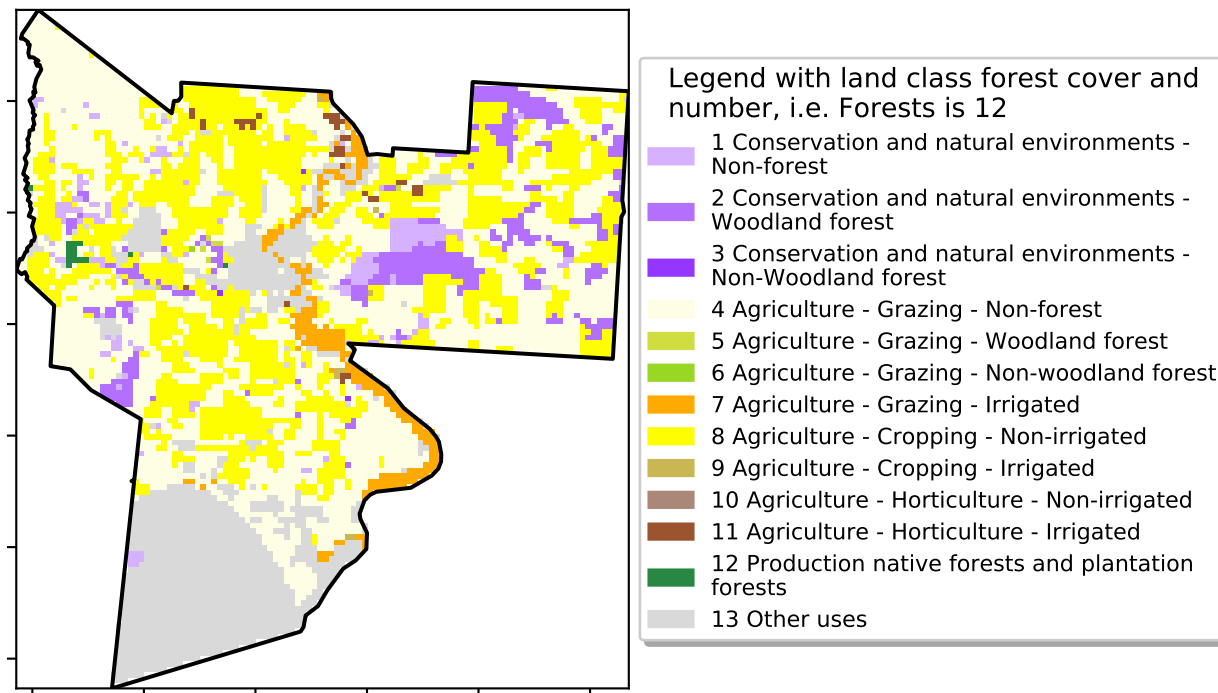 Legend with land class forest cover and
number, i.e. Forests is 12
1 Conservation and natural environments -
Non-forest
2 Conservation and natural environments -
Woodland forest
3 Conservation and natural environments -
Non-Woodland forest
4 Agriculture - Grazing - Non-forest
5 Agriculture - Grazing - Woodland forest
6 Agriculture - Grazing - Non-woodland forest
7 Agriculture - Grazing - Irrigated
8 Agriculture - Cropping - Non-irrigated
9 Agriculture - Cropping - Irrigated
10 Agriculture - Horticulture - Non-irrigated
11 Agriculture - Horticulture - Irrigated
12 Production native forests and plantation
forests
13 Other uses